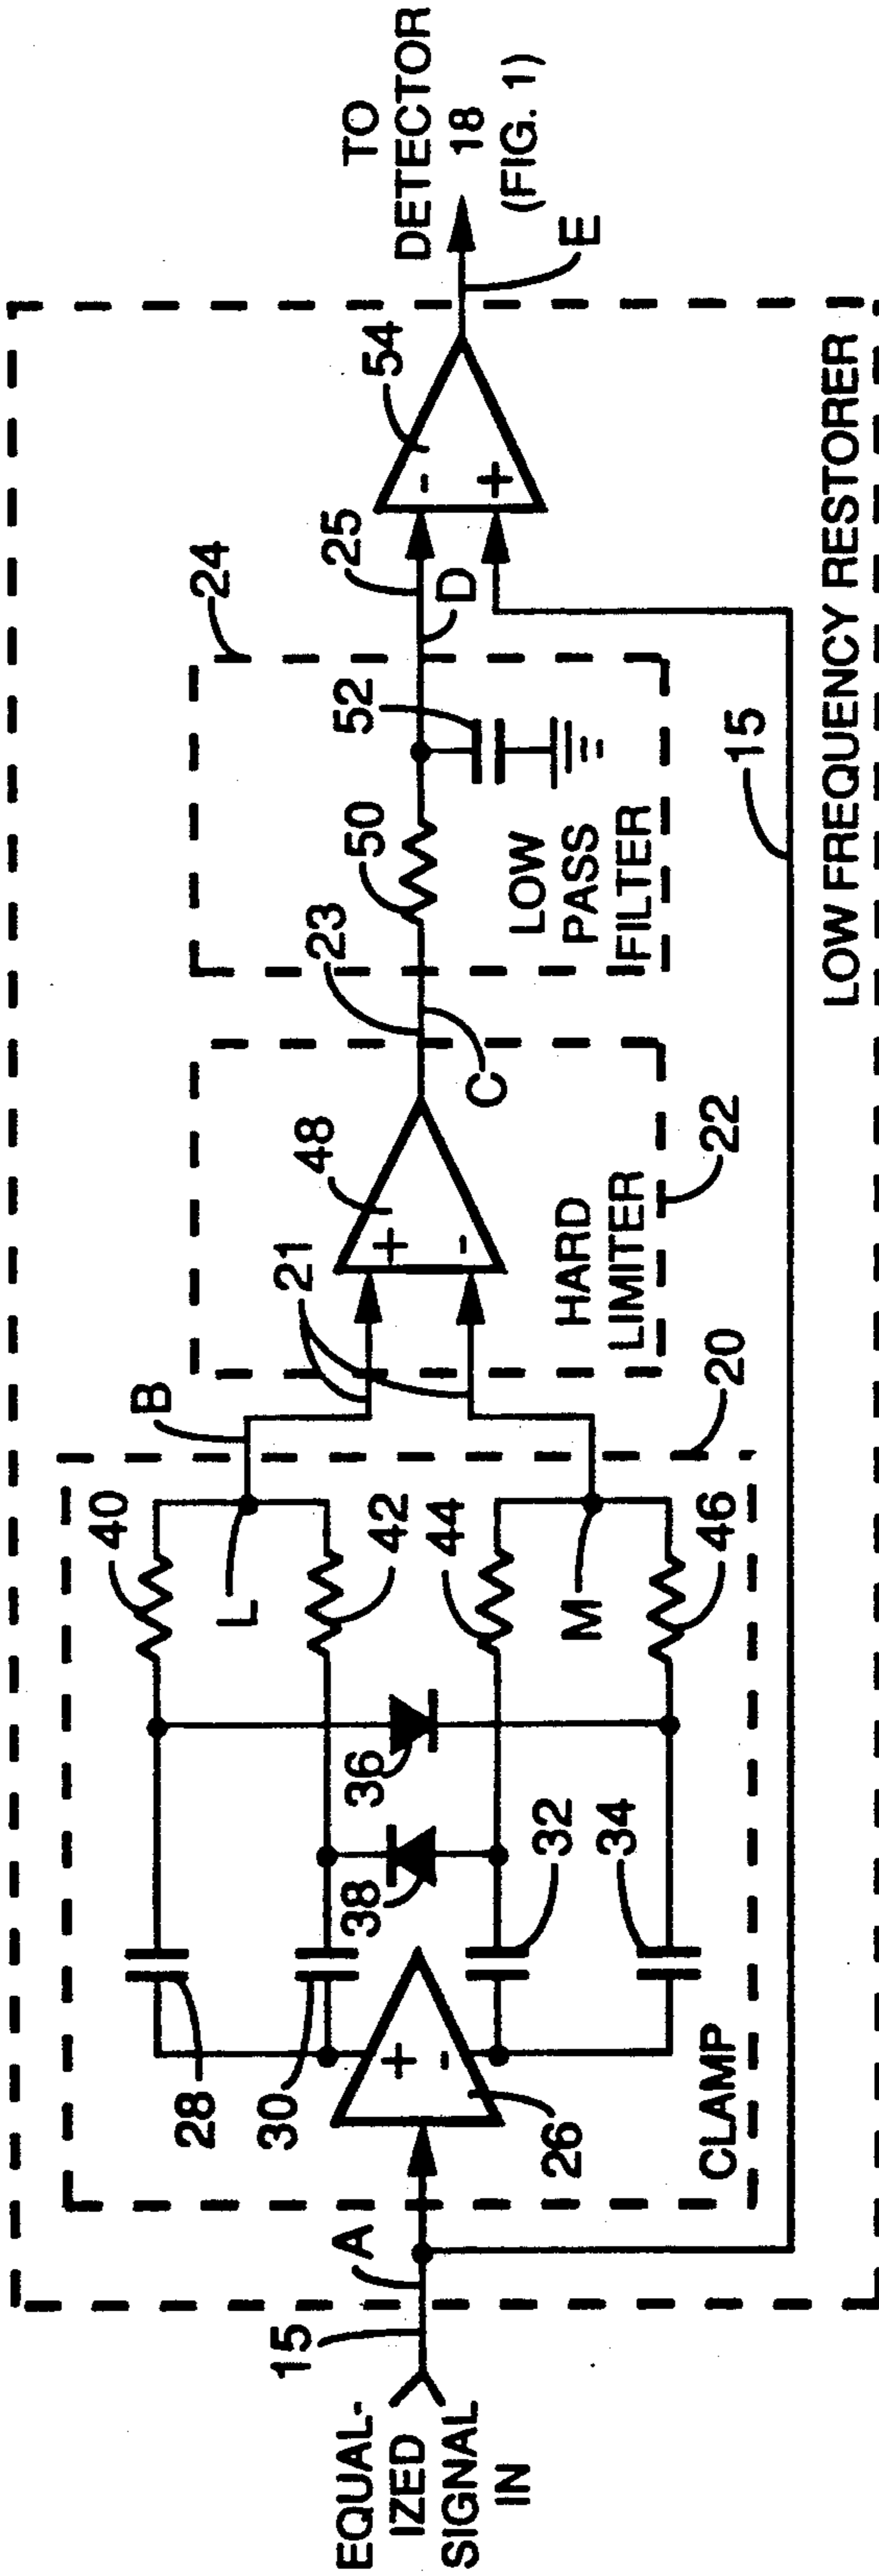 EQUAL-
IZED
SIGNAL
IN
15
A
28
30
+
-
26
CLAMP
38
36
32
34
40
L
42
44
M
46
B
20
21
+
-
48
HARD
LIMITER
22
C
23
50
52
LOW
PASS
FILTER
24
D
25
-
+
54
15
LOW FREQUENCY RESTORER
E
TO
DETECTOR
18
(FIG. 1)